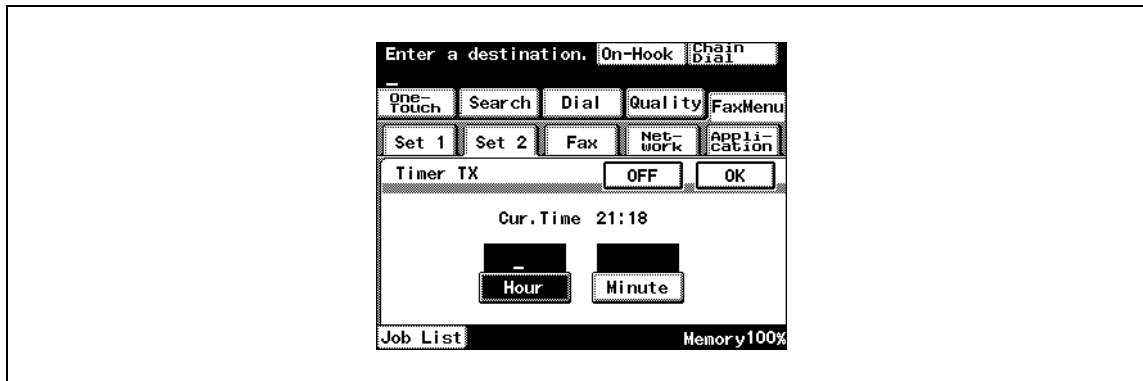 Enter a destination. On-Hook Chain Dial
One-Touch Search Dial Quality FaxMenu
Set 1 Set 2 Fax Net-work Appli-cation
Timer TX OFF OK
Cur.Time 21:18
Hour Minute
Job List Memory100%